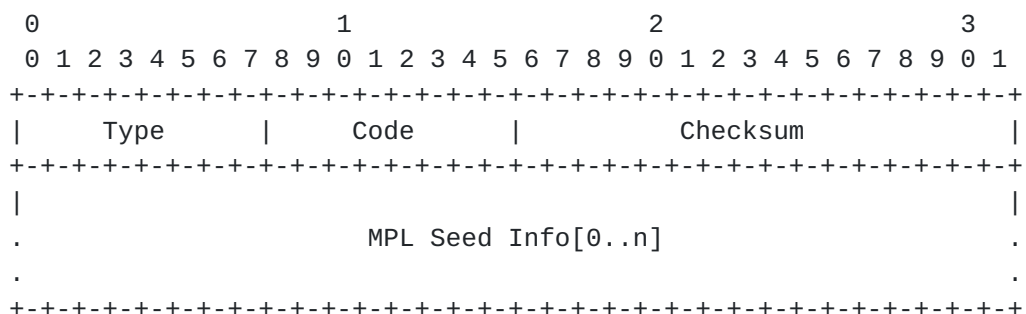 0                   1                   2                   3
 0 1 2 3 4 5 6 7 8 9 0 1 2 3 4 5 6 7 8 9 0 1 2 3 4 5 6 7 8 9 0 1
+-+-+-+-+-+-+-+-+-+-+-+-+-+-+-+-+-+-+-+-+-+-+-+-+-+-+-+-+-+-+-+-+
|     Type      |     Code      |          Checksum             |
+-+-+-+-+-+-+-+-+-+-+-+-+-+-+-+-+-+-+-+-+-+-+-+-+-+-+-+-+-+-+-+-+
|                                                               |
.                      MPL Seed Info[0..n]                      .
.                                                               .
+-+-+-+-+-+-+-+-+-+-+-+-+-+-+-+-+-+-+-+-+-+-+-+-+-+-+-+-+-+-+-+-+